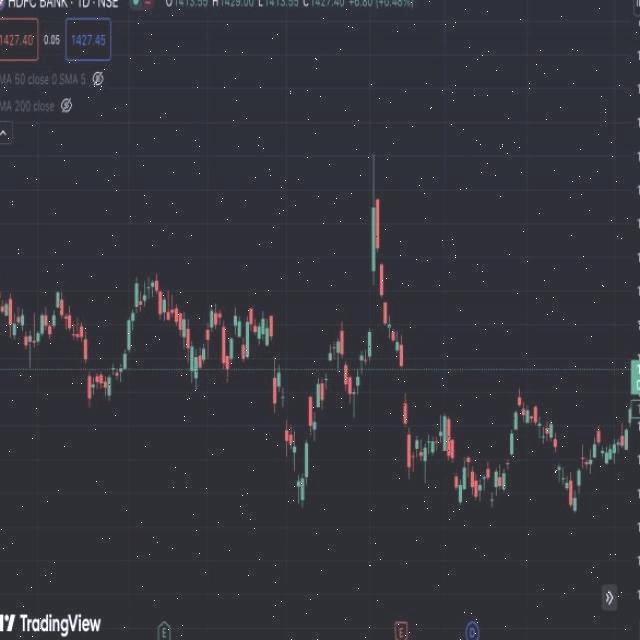 HDFC BANK · 1D · NSE O1413.55 H1429.00 L1413.55 C1427.40 +6.80 (+0.48%)
1427.40 0.05 1427.45
MA 50 close 0 SMA 5
MA 200 close
E E D
TradingView